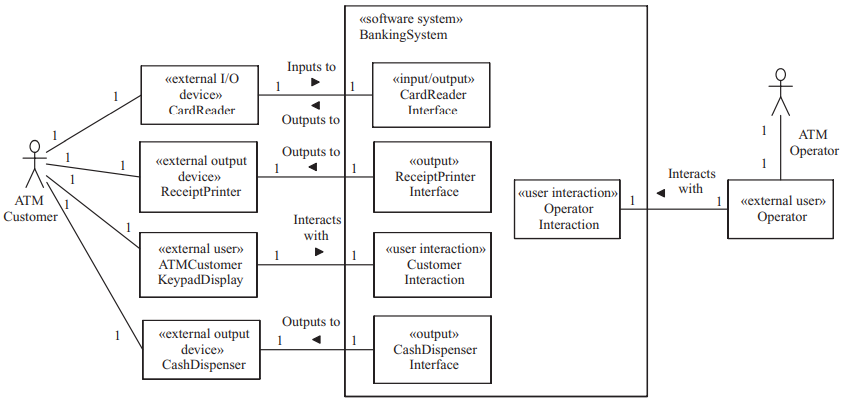 «software system»
BankingSystem
«external I/O
device»
CardReader
1
1
1
Inputs to
1
Outputs to
«input/output»
CardReader
Interface
«external output
device»
ReceiptPrinter
1
1
1
Outputs to
1
«output»
ReceiptPrinter
Interface
ATM
Customer
1
1
«external user»
ATMCustomer
KeypadDisplay
1
Interacts
with
1
«user interaction»
Customer
Interaction
1
1
«external output
device»
CashDispenser
1
Outputs to
1
«output»
CashDispenser
Interface
«user interaction»
Operator
Interaction
1
Interacts
with
1
«external user»
Operator
1
1
ATM
Operator